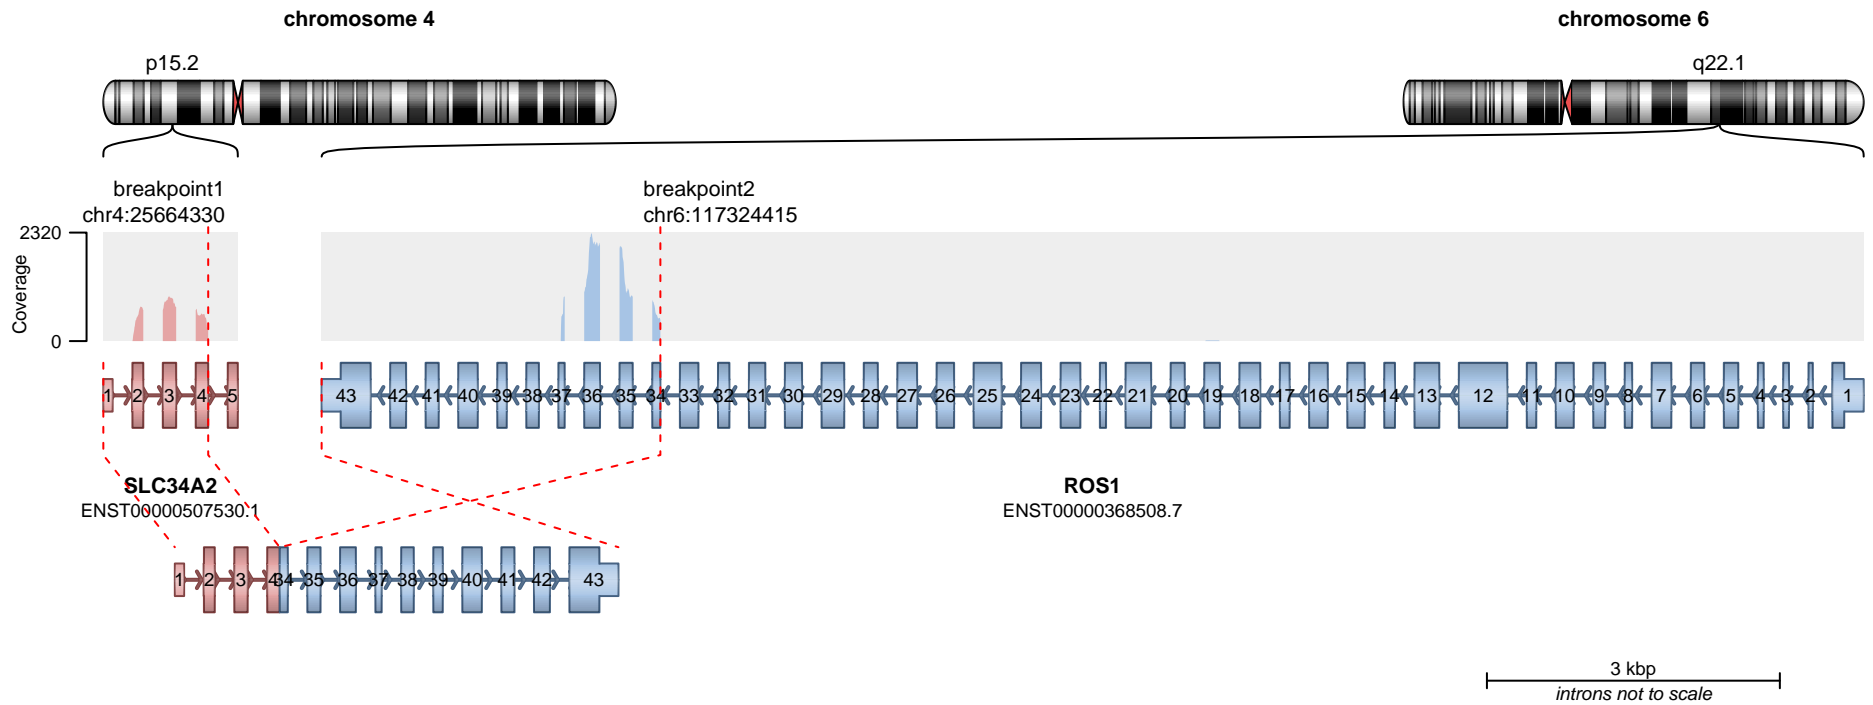 chromosome 4
chromosome 6
p15.2
q22.1
breakpoint1
chr4:25664330
breakpoint2
chr6:117324415
Coverage
2320
0
1 2 3 4 5
43 42 41 40 39 38 37 36 35 34 33 32 31 30 29 28 27 26 25 24 23 22 21 20 19 18 17 16 15 14 13 12 11 10 9 8 7 6 5 4 3 2 1
SLC34A2
ENST00000507530.1
ROS1
ENST00000368508.7
1 2 3 4 34 35 36 37 38 39 40 41 42 43
3 kbp
introns not to scale